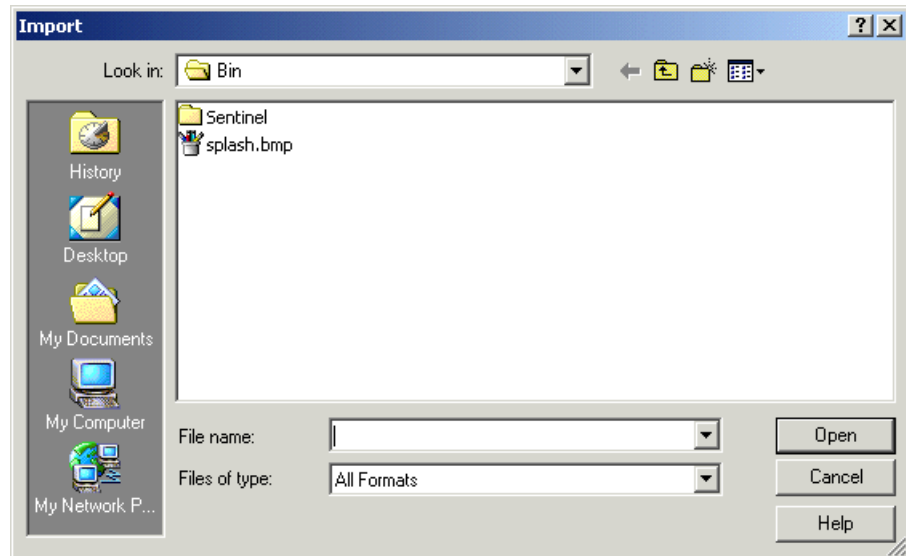 Import
Look in: Bin
Sentinel
splash.bmp
History
Desktop
My Documents
My Computer
My Network P...
File name:
Open
Files of type: All Formats
Cancel
Help